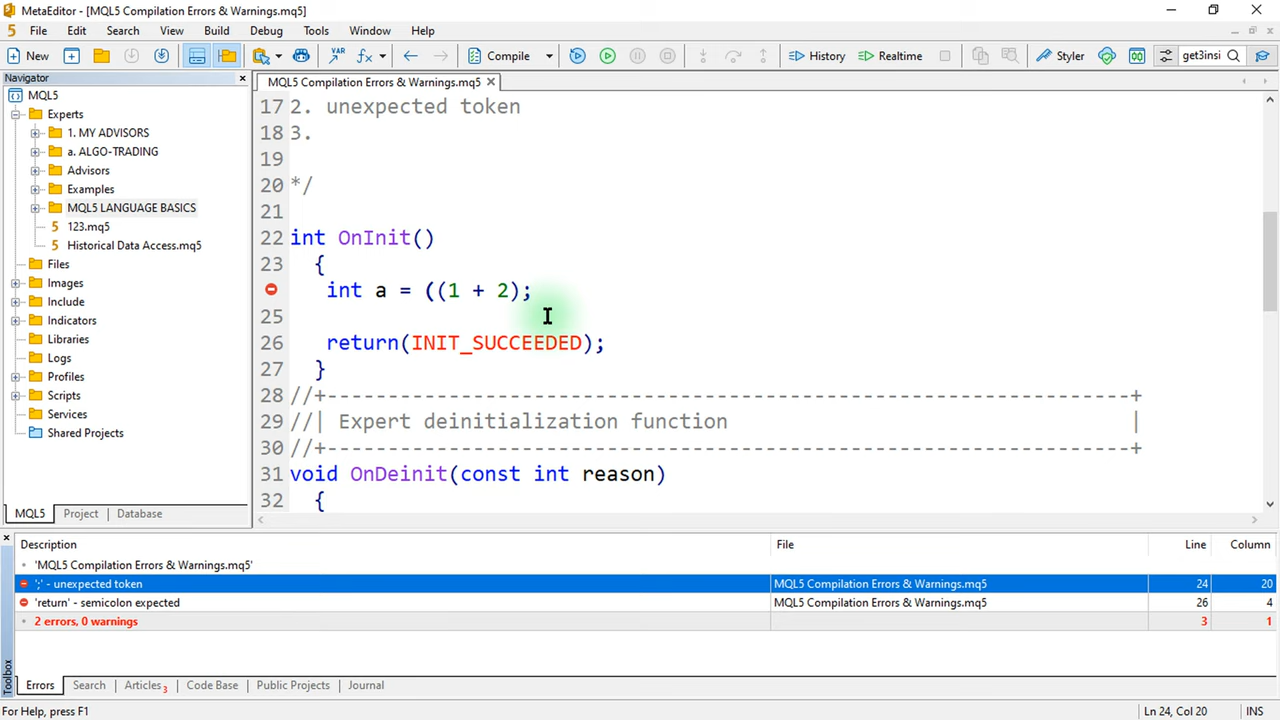 MetaEditor - [MQL5 Compilation Errors & Warnings.mq5]
5 File Edit Search View Build Debug Tools Window Help
New VAR fx Compile History Realtime Styler get3insi
Navigator
MQL5
Experts
1. MY ADVISORS
a. ALGO-TRADING
Advisors
Examples
MQL5 LANGUAGE BASICS
5 123.mq5
5 Historical Data Access.mq5
Files
Images
Include
Indicators
Libraries
Logs
Profiles
Scripts
Services
Shared Projects
MQL5 Project Database
MQL5 Compilation Errors & Warnings.mq5
17 2. unexpected token
18 3.
19
20 */
21
22 int OnInit()
23 {
int a = ((1 + 2);
25
26 return(INIT_SUCCEEDED);
27 }
28 //+------------------------------------------------------------------+
29 //| Expert deinitialization function |
30 //+------------------------------------------------------------------+
31 void OnDeinit(const int reason)
32 {
Toolbox
Description File Line Column
'MQL5 Compilation Errors & Warnings.mq5'
';' - unexpected token MQL5 Compilation Errors & Warnings.mq5 24 20
'return' - semicolon expected MQL5 Compilation Errors & Warnings.mq5 26 4
2 errors, 0 warnings 3 1
Errors Search Articles 3 Code Base Public Projects Journal
For Help, press F1 Ln 24, Col 20 INS